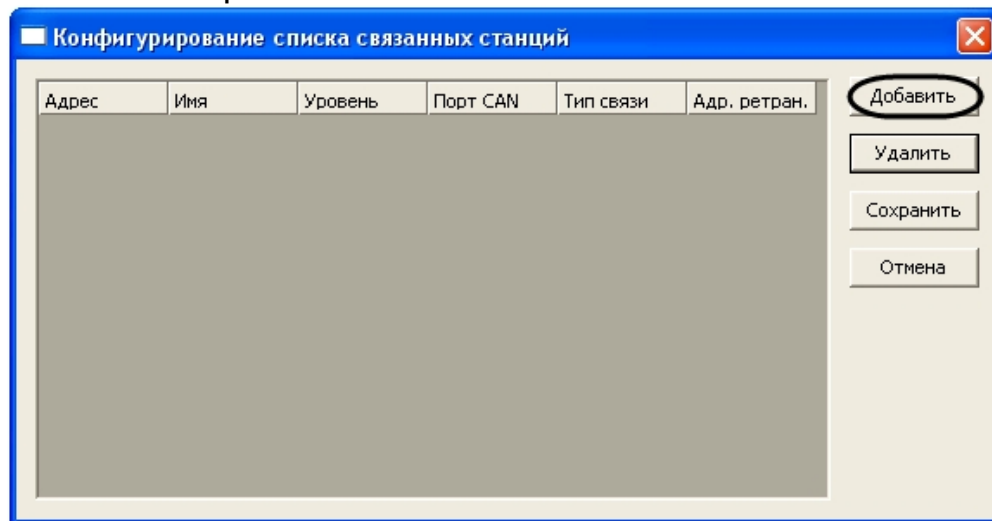 Конфигурирование списка связанных станций
Адрес Имя Уровень Порт CAN Тип связи Адр. ретран.
Добавить
Удалить
Сохранить
Отмена